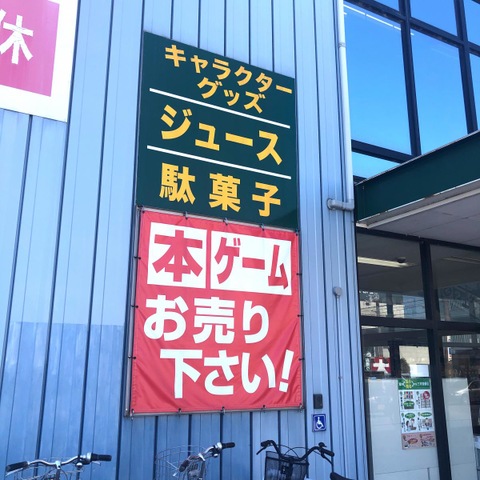 休
キャラクター
グッズ
ジュース
駄菓子
本 ゲーム
お売り
下さい!